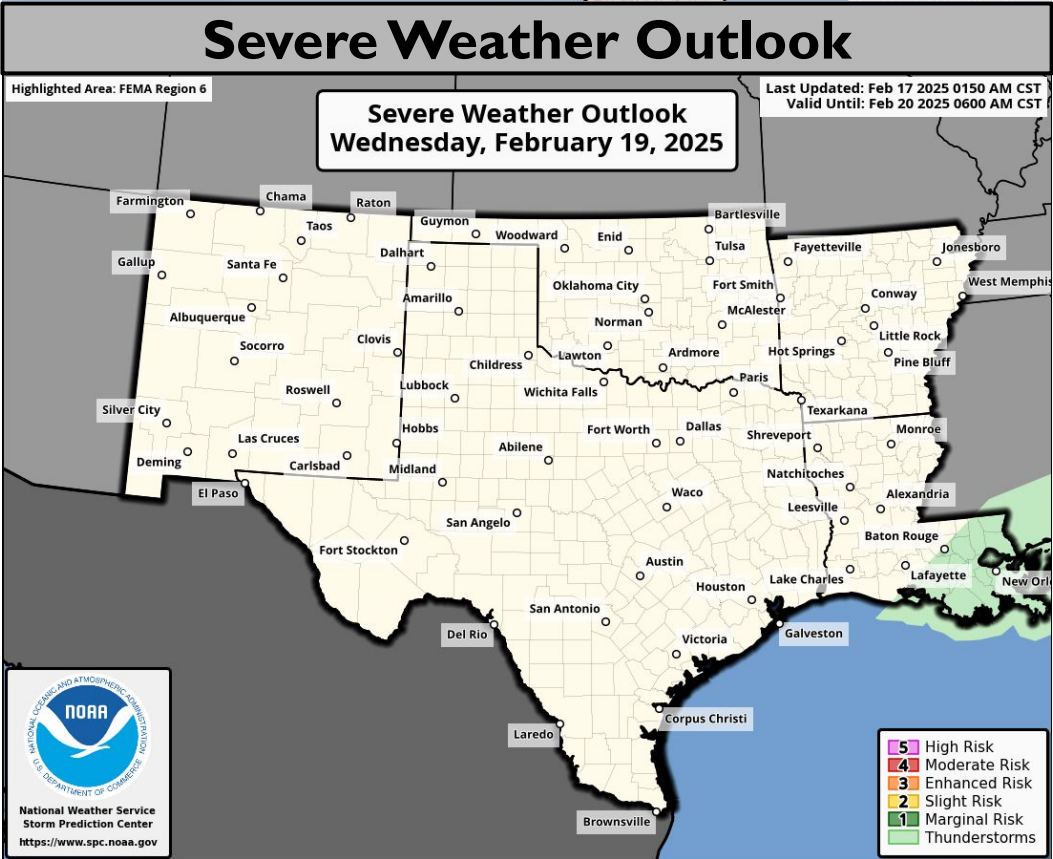 Severe Weather Outlook
Highlighted Area: FEMA Region 6
Last Updated: Feb 17 2025 0150 AM CST
Valid Until: Feb 20 2025 0600 AM CST
Severe Weather Outlook
Wednesday, February 19, 2025
Farmington
Chama
Raton
Taos
Guymon
Woodward
Enid
Bartlesville
Tulsa
Fayetteville
Jonesboro
Gallup
Santa Fe
Dalhart
Oklahoma City
Fort Smith
West Memphis
Albuquerque
Amarillo
Norman
McAlester
Conway
Socorro
Clovis
Childress
Lawton
Ardmore
Hot Springs
Little Rock
Pine Bluff
Roswell
Lubbock
Wichita Falls
Paris
Silver City
Texarkana
Las Cruces
Hobbs
Abilene
Fort Worth
Dallas
Shreveport
Monroe
Deming
Carlsbad
Midland
Natchitoches
El Paso
Waco
Leesville
Alexandria
San Angelo
Baton Rouge
Fort Stockton
Austin
Houston
Lake Charles
Lafayette
New Orl
San Antonio
Del Rio
Victoria
Galveston
Laredo
Corpus Christi
Brownsville
NATIONAL OCEANIC AND ATMOSPHERIC ADMINISTRATION
NOAA
U.S. DEPARTMENT OF COMMERCE
National Weather Service
Storm Prediction Center
https://www.spc.noaa.gov
5 High Risk
4 Moderate Risk
3 Enhanced Risk
2 Slight Risk
1 Marginal Risk
Thunderstorms